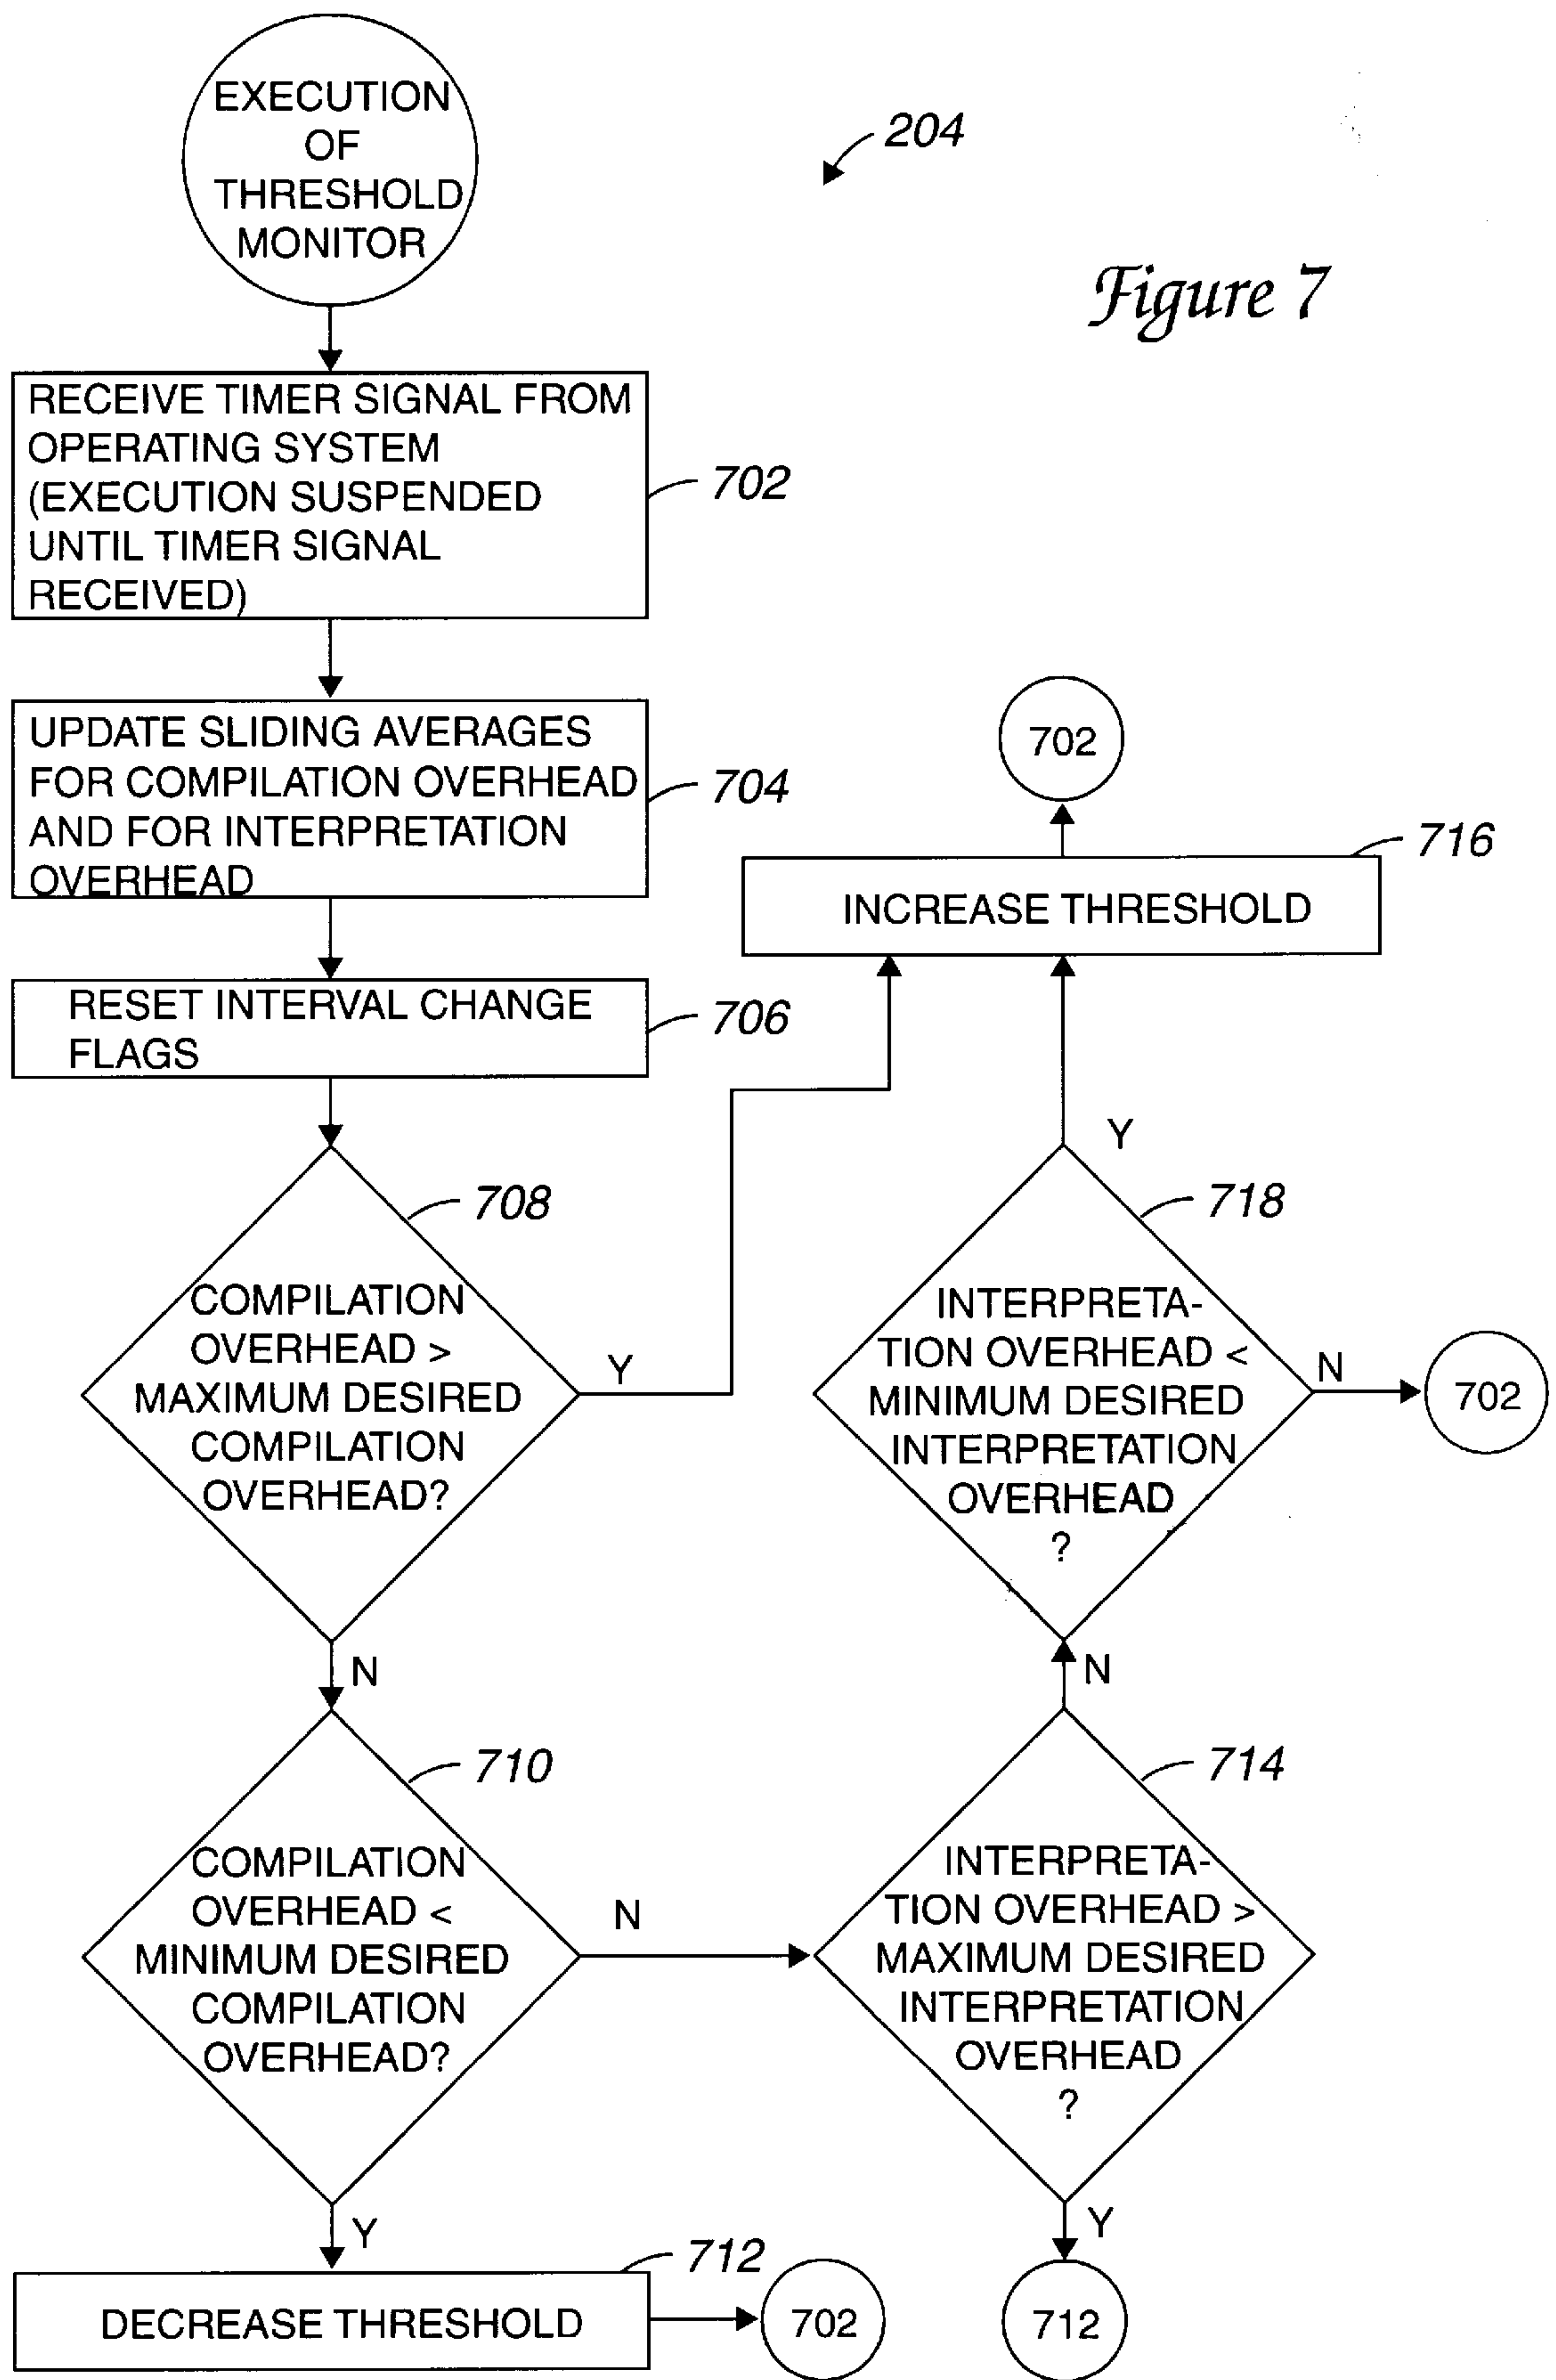 EXECUTION
OF
THRESHOLD
MONITOR
204
Figure 7
RECEIVE TIMER SIGNAL FROM
OPERATING SYSTEM
(EXECUTION SUSPENDED
UNTIL TIMER SIGNAL
RECEIVED)
702
UPDATE SLIDING AVERAGES
FOR COMPILATION OVERHEAD
AND FOR INTERPRETATION
OVERHEAD
704
702
716
INCREASE THRESHOLD
RESET INTERVAL CHANGE
FLAGS
706
708
COMPILATION
OVERHEAD >
MAXIMUM DESIRED
COMPILATION
OVERHEAD?
Y
N
Y
718
INTERPRETA-
TION OVERHEAD <
MINIMUM DESIRED
INTERPRETATION
OVERHEAD
?
N
702
N
710
COMPILATION
OVERHEAD <
MINIMUM DESIRED
COMPILATION
OVERHEAD?
N
714
INTERPRETA-
TION OVERHEAD >
MAXIMUM DESIRED
INTERPRETATION
OVERHEAD
?
Y
Y
712
DECREASE THRESHOLD
702
712